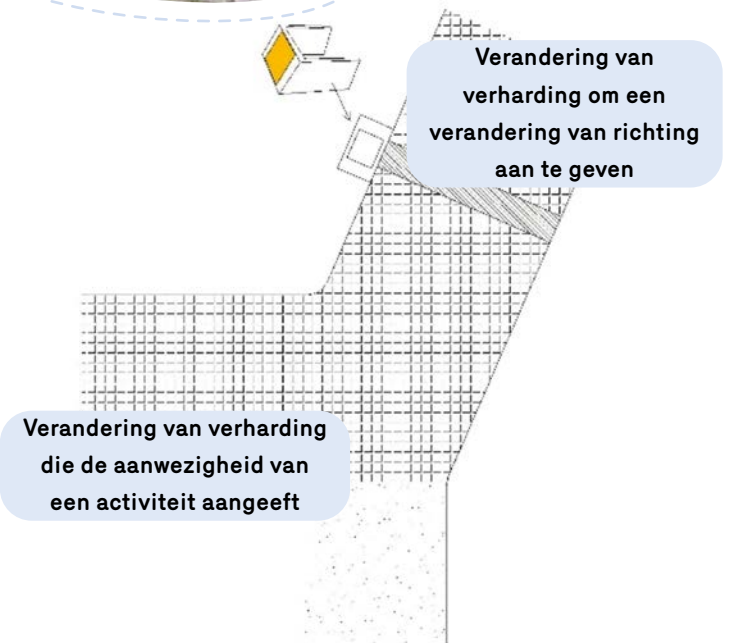 Verandering van
verharding om een
verandering van richting
aan te geven
Verandering van verharding
die de aanwezigheid van
een activiteit aangeeft